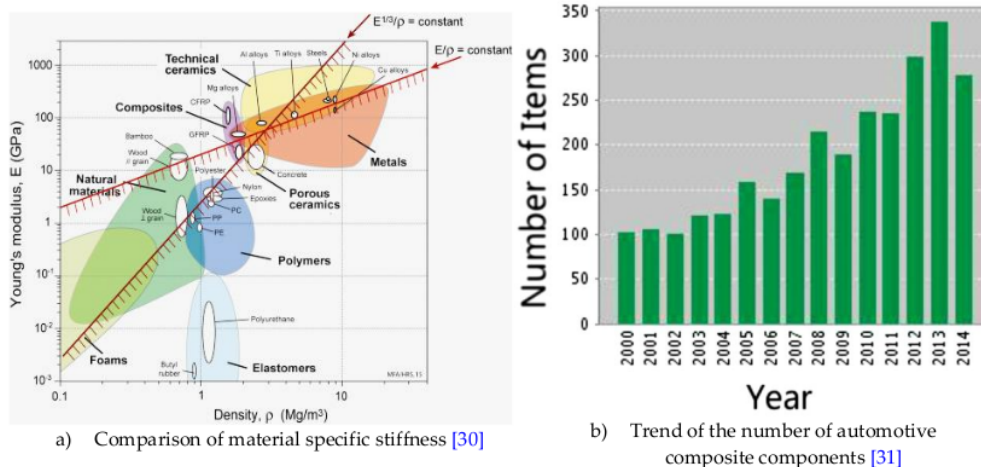 E1/3/ρ = constant
E/ρ = constant
1000
100
10
1
10-1
10-2
10-3
Young's modulus, E (GPa)
0.1
1
10
Density, ρ (Mg/m³)
Technical
ceramics
Al alloys
Ti alloys
Steels
Ni alloys
Cu alloys
Mg alloys
CFRP
Composites
GFRP
Bamboo
Wood
// grain
Natural
materials
Polyester
Metals
Concrete
Porous
ceramics
Nylon
Epoxies
PC
PP
PE
Wood
⊥ grain
Polymers
Polyurethane
Foams
Butyl
rubber
Elastomers
MFA/HRS, 13
a) Comparison of material specific stiffness [30]
Number of Items
350
300
250
200
150
100
50
0
2000
2001
2002
2003
2004
2005
2006
2007
2008
2009
2010
2011
2012
2013
2014
Year
b) Trend of the number of automotive
composite components [31]